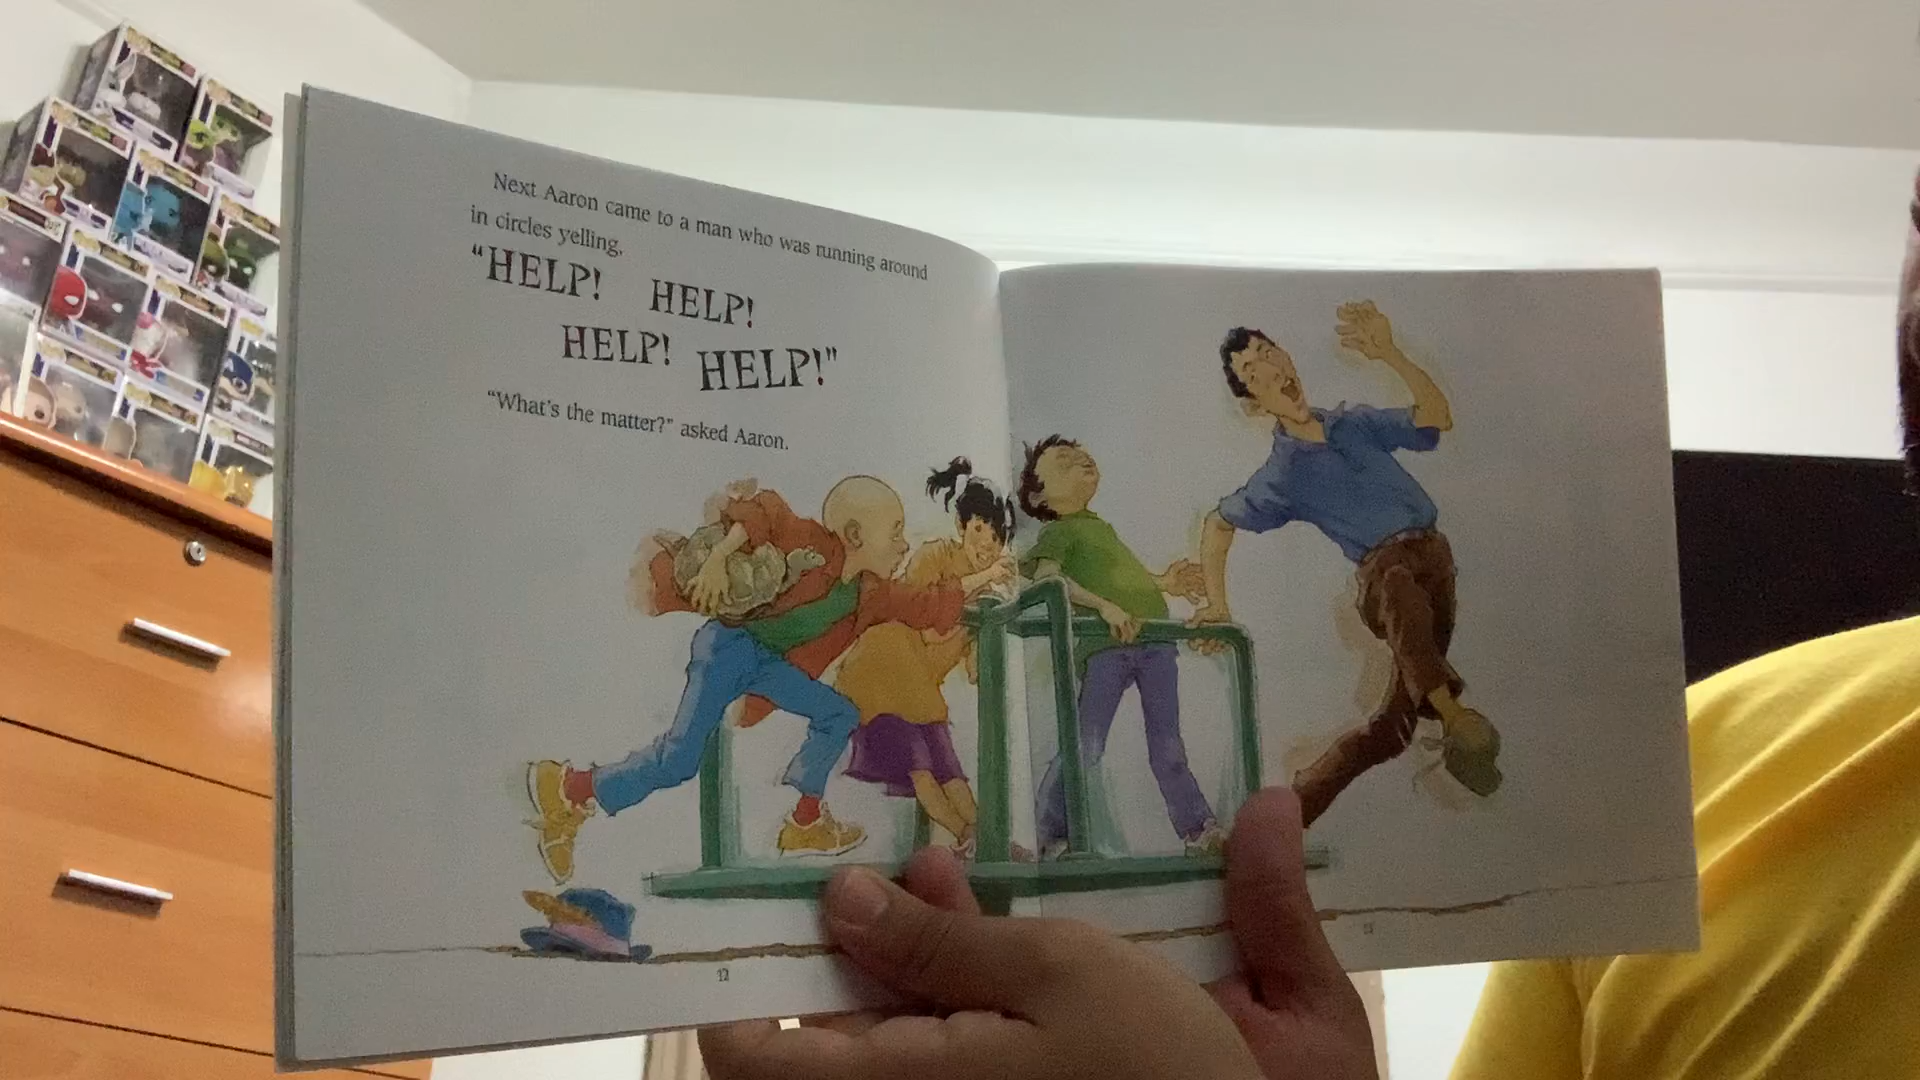 Next Aaron came to a man who was running around
in circles yelling,
“HELP! HELP!
HELP! HELP!”
“What’s the matter?” asked Aaron.
12